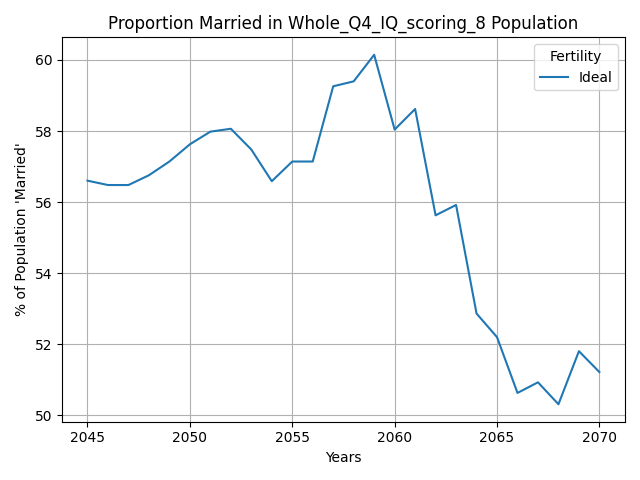 Proportion Married in Whole_Q4_IQ_scoring_8 Population
Fertility
Ideal
% of Population 'Married'
60
58
56
54
52
50
2045
2050
2055
2060
2065
2070
Years